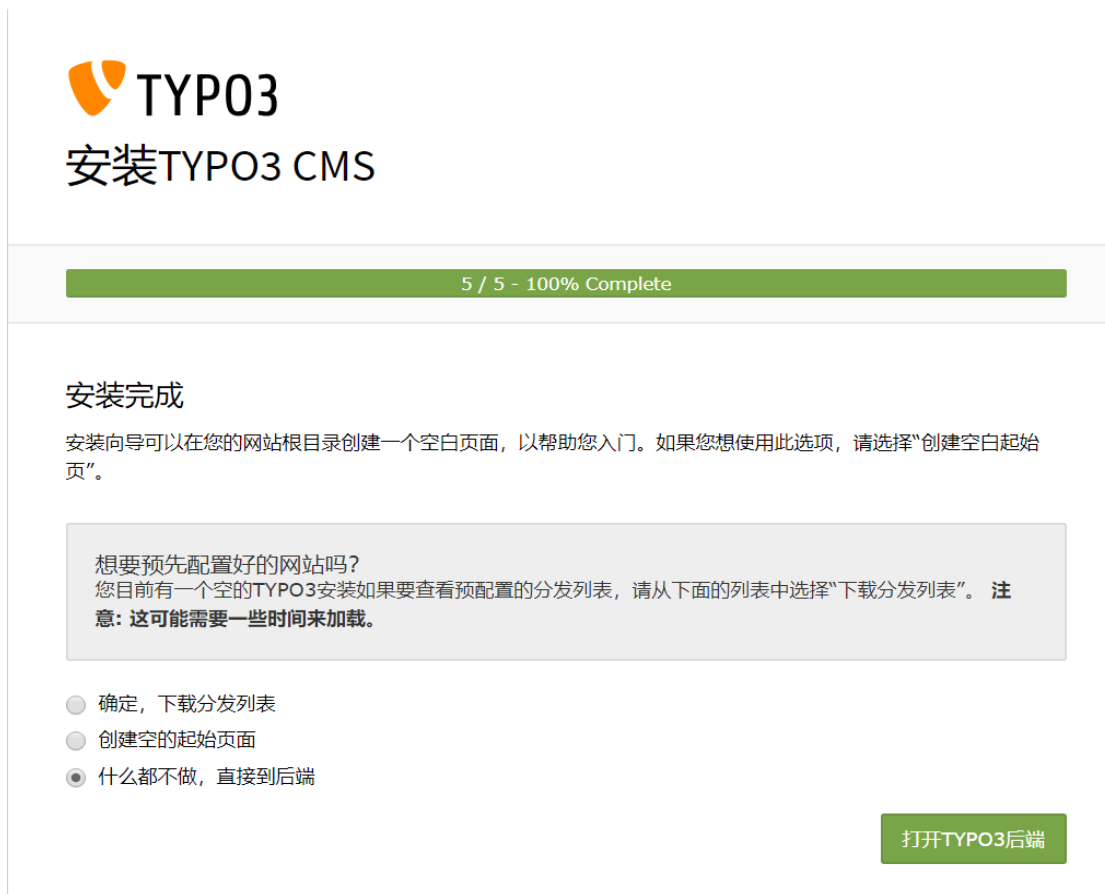 TYPO3
安装TYPO3 CMS
5 / 5 - 100% Complete
安装完成
安装向导可以在您的网站根目录创建一个空白页面，以帮助您入门。如果您想使用此选项，请选择“创建空白起始
页”。
想要预先配置好的网站吗？
您目前有一个空的TYPO3安装如果要查看预配置的分发列表，请从下面的列表中选择“下载分发列表”。 注
意: 这可能需要一些时间来加载。
确定，下载分发列表
创建空的起始页面
什么都不做，直接到后端
打开TYPO3后端